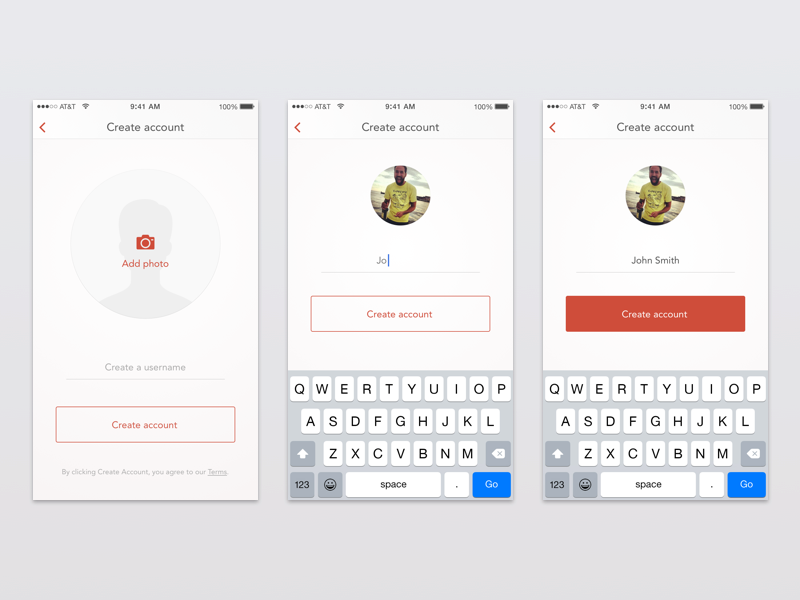 AT&T 9:41 AM 100%
Create account
Add photo
Create a username
Create account
By clicking Create Account, you agree to our Terms.
AT&T 9:41 AM 100%
Create account
Jo
Create account
Q W E R T Y U I O P
A S D F G H J K L
Z X C V B N M
123 space . Go
AT&T 9:41 AM 100%
Create account
John Smith
Create account
Q W E R T Y U I O P
A S D F G H J K L
Z X C V B N M
123 space . Go